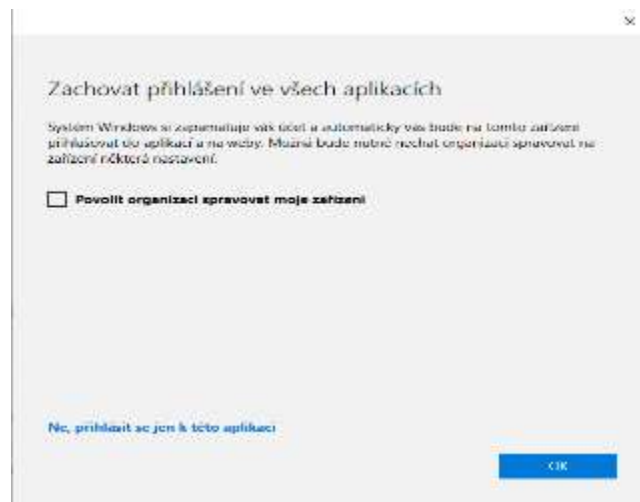 Zachovat přihlášení ve všech aplikacích
Systém Windows si zapamatuje váš účet a automaticky vás bude na tomto zařízení
přihlašovat do aplikací a na weby. Možná bude nutné nechat organizaci spravovat na
zařízení některá nastavení.
Povolit organizaci spravovat moje zařízení
Ne, přihlásit se jen k této aplikaci
OK